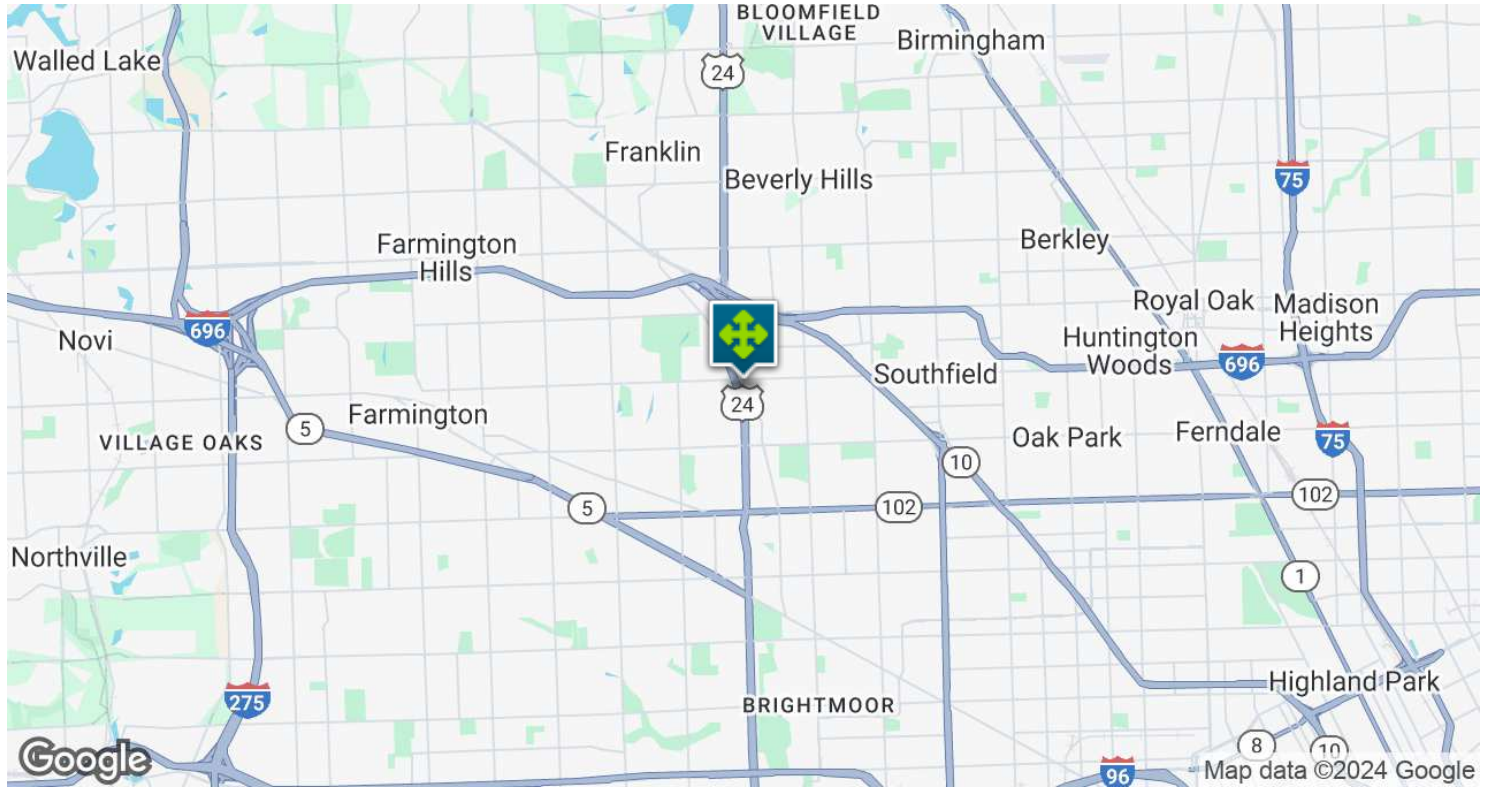 BLOOMFIELD
VILLAGE
Birmingham
Walled Lake
24
Franklin
Beverly Hills
75
Farmington
Hills
Berkley
Royal Oak
Madison
Heights
696
Novi
Huntington
Woods
696
Southfield
24
Farmington
5
VILLAGE OAKS
Oak Park
Ferndale
75
10
102
5
102
Northville
1
Highland Park
275
BRIGHTMOOR
8
10
96
Google
Map data ©2024 Google